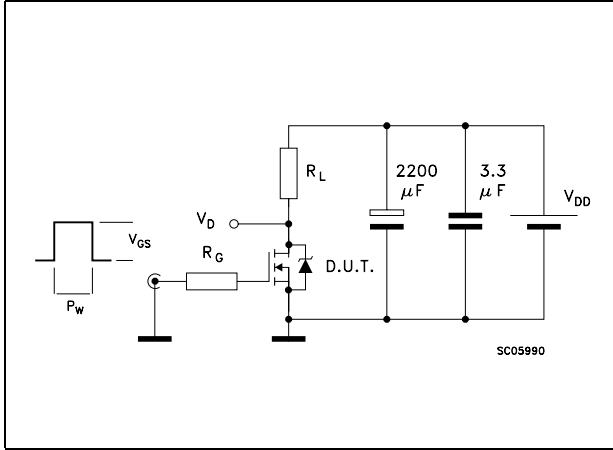 R_L
2200
μF
3.3
μF
V_DD
V_D
V_GS
R_G
D.U.T.
P_W
SC05990